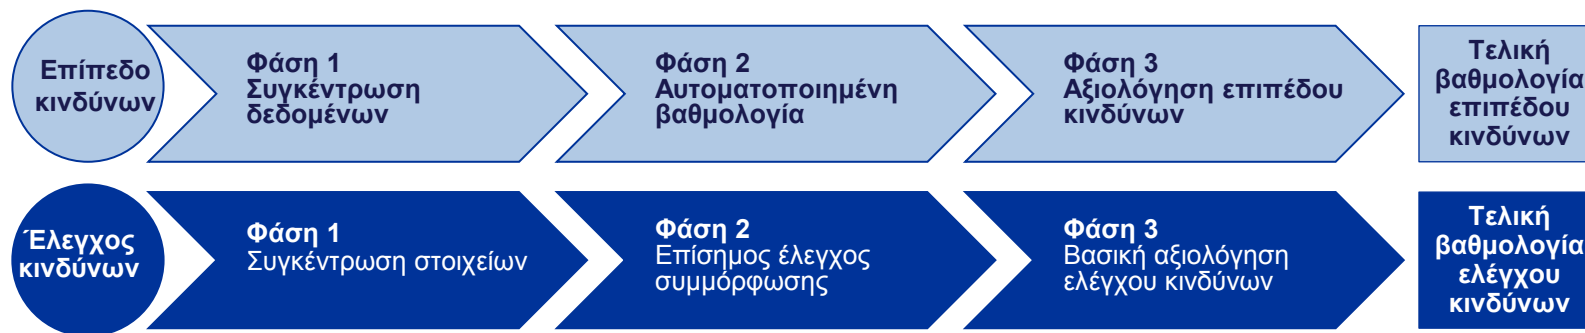 Επίπεδο
κινδύνων
Φάση 1
Συγκέντρωση
δεδομένων
Φάση 2
Αυτοματοποιημένη
βαθμολογία
Φάση 3
Αξιολόγηση επιπέδου
κινδύνων
Τελική
βαθμολογία
επιπέδου
κινδύνων
Έλεγχος
κινδύνων
Φάση 1
Συγκέντρωση στοιχείων
Φάση 2
Επίσημος έλεγχος
συμμόρφωσης
Φάση 3
Βασική αξιολόγηση
ελέγχου κινδύνων
Τελική
βαθμολογία
ελέγχου
κινδύνων